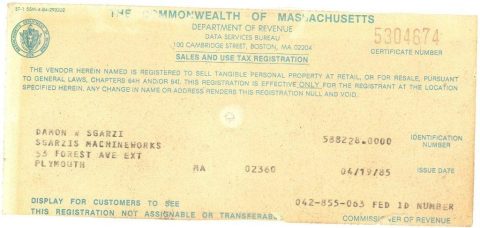 THE COMMONWEALTH OF MASSACHUSETTS
DEPARTMENT OF REVENUE
DATA SERVICES BUREAU
100 CAMBRIDGE STREET, BOSTON, MA 02204
5304674
CERTIFICATE NUMBER
SALES AND USE TAX REGISTRATION
THE VENDOR HEREIN NAMED IS REGISTERED TO SELL TANGIBLE PERSONAL PROPERTY AT RETAIL, OR FOR RESALE, PURSUANT
TO GENERAL LAWS, CHAPTERS 64H AND/OR 64I. THIS REGISTRATION IS EFFECTIVE ONLY FOR THE REGISTRANT AT THE LOCATION
SPECIFIED HEREIN. ANY CHANGE IN NAME OR ADDRESS RENDERS THIS REGISTRATION NULL AND VOID.
DAMON W SGARZI
SGARZIS MACHINEWORKS
53 FOREST AVE EXT
PLYMOUTH MA 02360
588226.0000 IDENTIFICATION
NUMBER
04/19/85 ISSUE DATE
DISPLAY FOR CUSTOMERS TO SEE
042-855-063 FED ID NUMBER
THIS REGISTRATION NOT ASSIGNABLE OR TRANSFERABLE
COMMISSIONER OF REVENUE